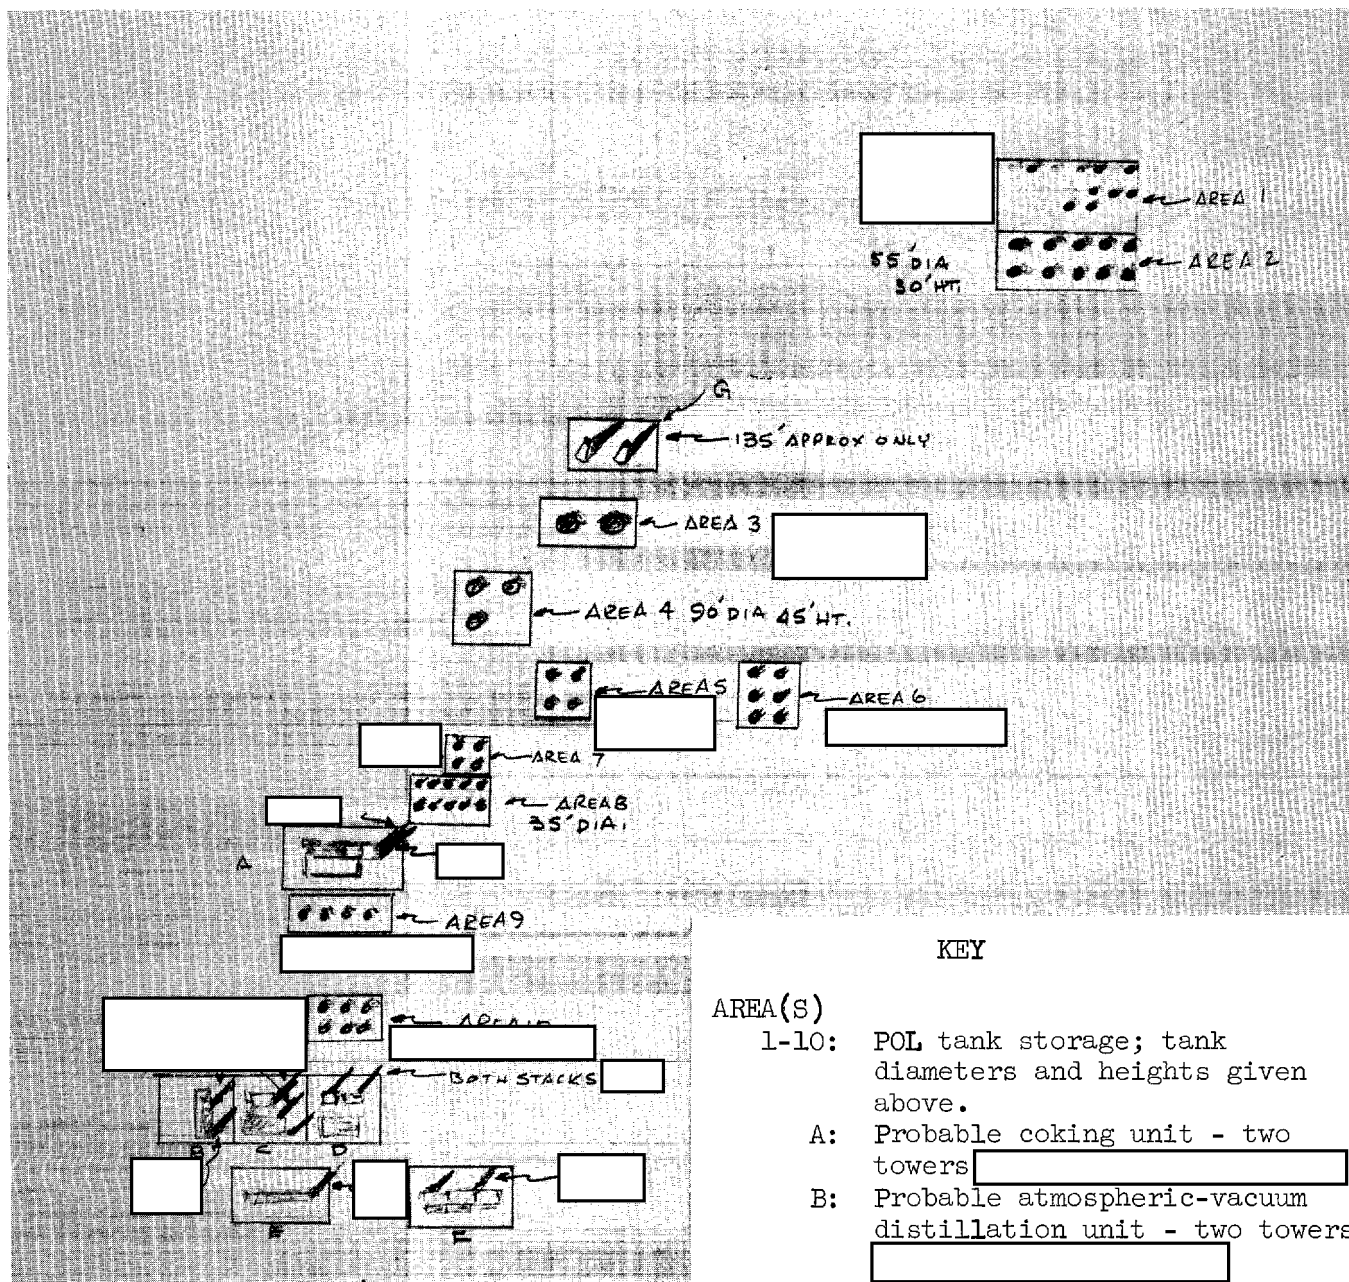 AREA 1
AREA 2
55' DIA
30' HT.
G
135' APPROX ONLY
AREA 3
AREA 4 90' DIA 45' HT.
AREA 5
AREA 6
AREA 7
AREA 8
35' DIA.
A
AREA 9
BOTH STACKS
B C D
E F
KEY
AREA(S)
1-10: POL tank storage; tank
diameters and heights given
above.
A: Probable coking unit - two
towers
B: Probable atmospheric-vacuum
distillation unit - two towers